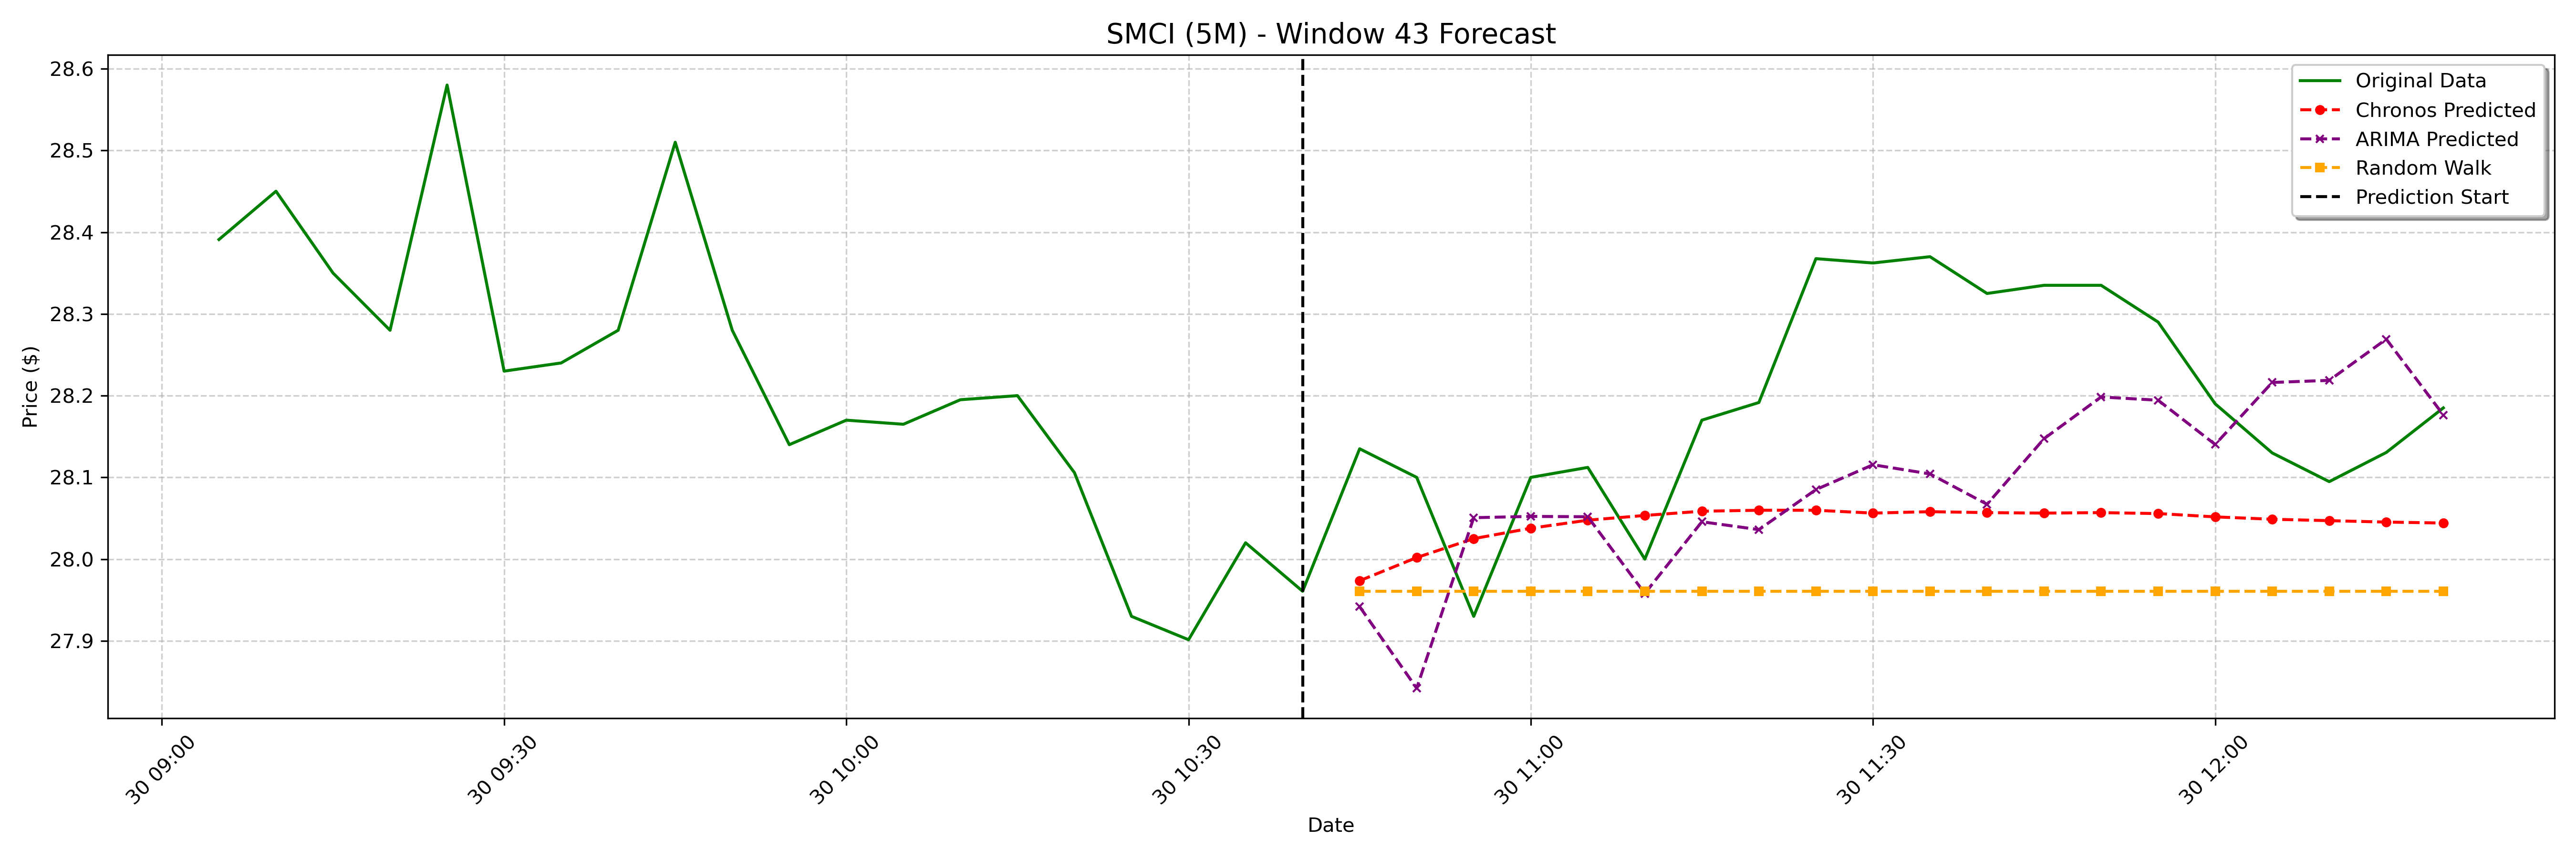 SMCI (5M) - Window 43 Forecast
Original Data
Chronos Predicted
ARIMA Predicted
Random Walk
Prediction Start
Price ($)
28.6
28.5
28.4
28.3
28.2
28.1
28.0
27.9
30 09:00
30 09:30
30 10:00
30 10:30
30 11:00
30 11:30
30 12:00
Date